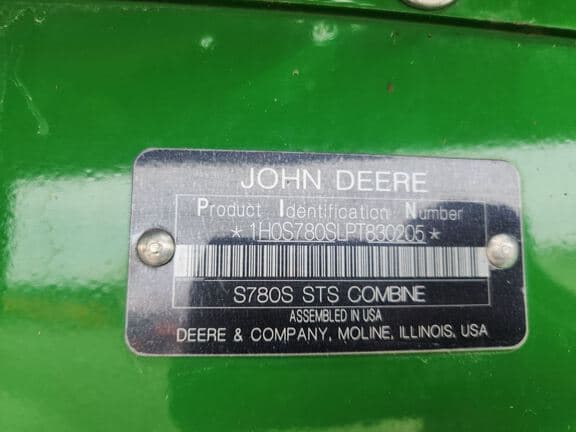 JOHN DEERE
Product Identification Number
* 1H0S780SLPT830205 *
S780S STS COMBINE
ASSEMBLED IN USA
DEERE & COMPANY, MOLINE, ILLINOIS, USA